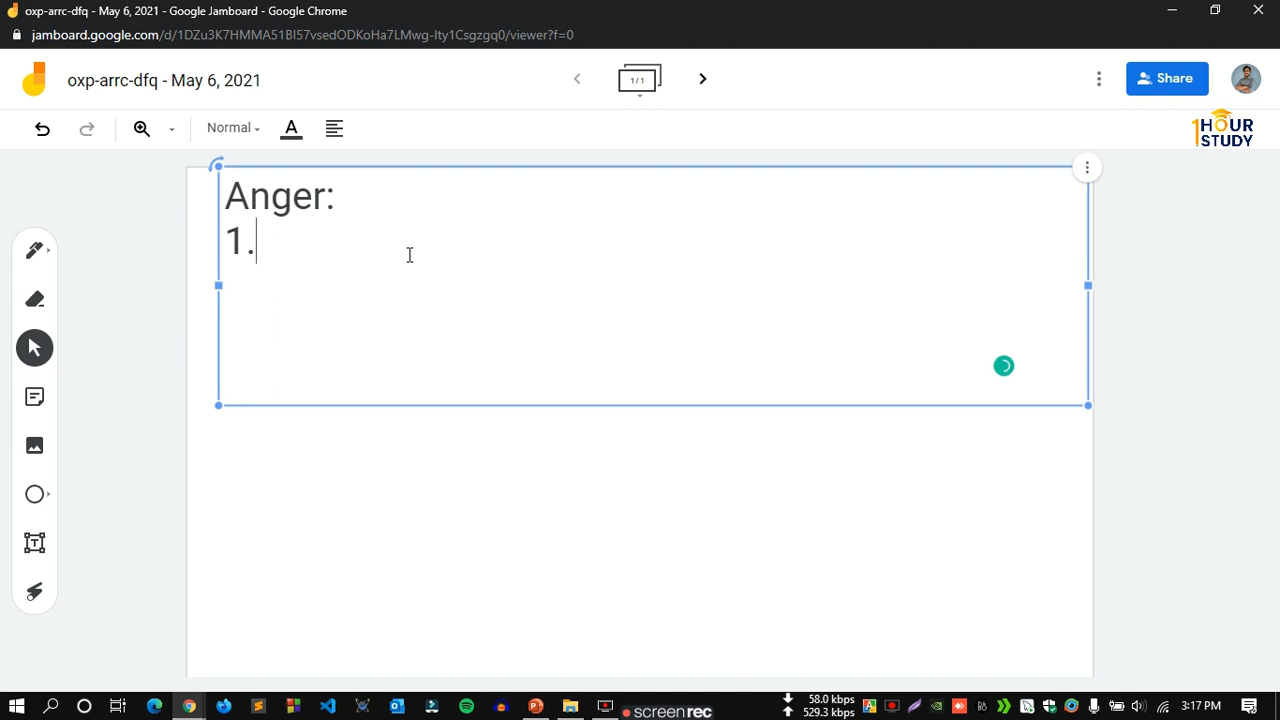 oxp-arrc-dfq - May 6, 2021 - Google Jamboard - Google Chrome
jamboard.google.com/d/1DZu3K7HMMA51BI57vsedODKoHa7LMwg-Ity1Csgzgq0/viewer?f=0
oxp-arrc-dfq - May 6, 2021
1/1
Share
Normal
A
1HOUR
STUDY
Anger:
1.
T
58.0 kbps
529.3 kbps
screenrec
3:17 PM